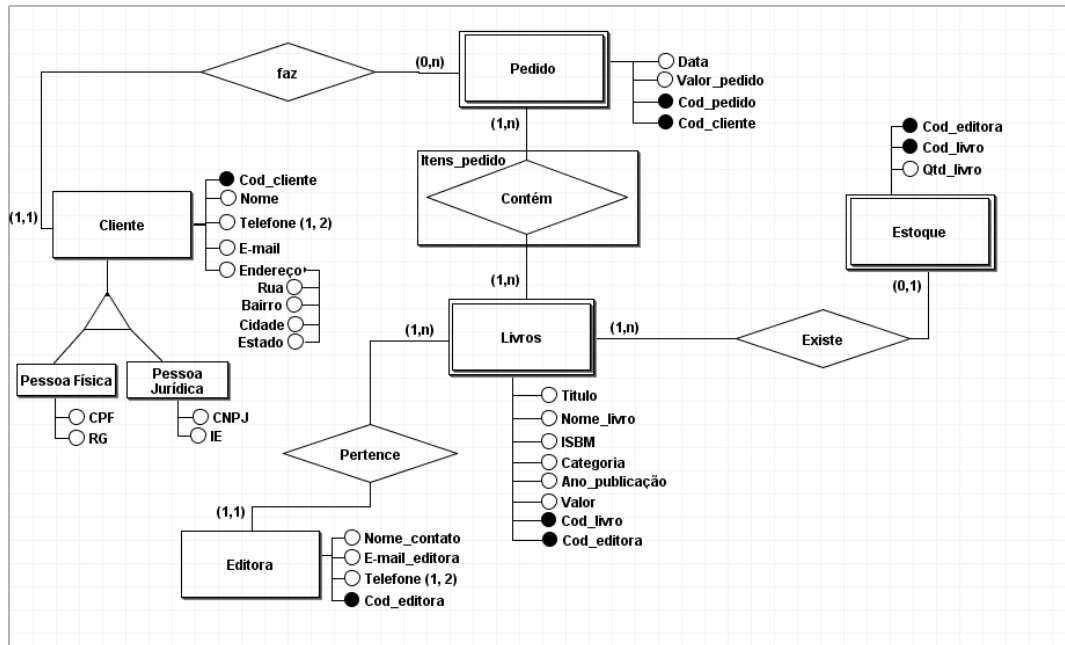 faz
(0,n)
Pedido
Data
Valor_pedido
Cod_pedido
Cod_cliente
(1,n)
Itens_pedido
Contém
(1,n)
Cod_editora
Cod_livro
Qtd_livro
Estoque
(0,1)
(1,1)
Cliente
Cod_cliente
Nome
Telefone (1, 2)
E-mail
Endereço
Rua
Bairro
Cidade
Estado
Pessoa Física
CPF
RG
Pessoa
Jurídica
CNPJ
IE
(1,n)
Livros
(1,n)
Existe
Titulo
Nome_livro
ISBM
Categoria
Ano_publicação
Valor
Cod_livro
Cod_editora
Pertence
(1,1)
Editora
Nome_contato
E-mail_editora
Telefone (1, 2)
Cod_editora